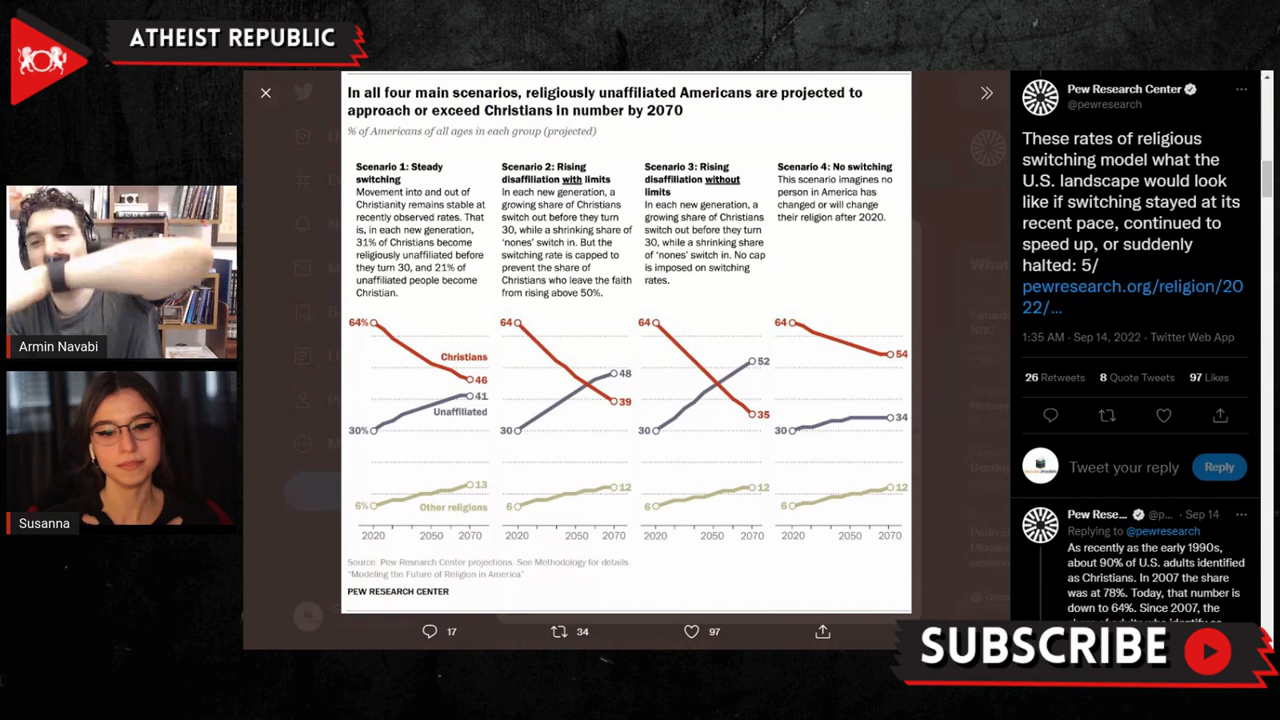 ATHEIST REPUBLIC
Armin Navabi
Susanna
In all four main scenarios, religiously unaffiliated Americans are projected to
approach or exceed Christians in number by 2070
% of Americans of all ages in each group (projected)
Scenario 1: Steady
switching
Movement into and out of
Christianity remains stable at
recently observed rates. That
is, in each new generation,
31% of Christians become
religiously unaffiliated before
they turn 30, and 21% of
unaffiliated people become
Christian.
Scenario 2: Rising
disaffiliation with limits
In each new generation, a
growing share of Christians
switch out before they turn
30, while a shrinking share
of ‘nones’ switch in. But the
switching rate is capped to
prevent the share of
Christians who leave the faith
from rising above 50%.
Scenario 3: Rising
disaffiliation without
limits
In each new generation, a
growing share of Christians
switch out before they turn
30, while a shrinking share
of ‘nones’ switch in. No cap
is imposed on switching
rates.
Scenario 4: No switching
This scenario imagines no
person in America has
changed or will change
their religion after 2020.
64%
Christians
46
41
Unaffiliated
30%
13
6%
Other religions
2020 2050 2070
64
48
39
30
12
6
2020 2050 2070
64
52
35
30
12
6
2020 2050 2070
64
54
34
30
12
6
2020 2050 2070
Source: Pew Research Center projections. See Methodology for details.
“Modeling the Future of Religion in America”
PEW RESEARCH CENTER
17 34 97
Pew Research Center
@pewresearch
These rates of religious
switching model what the
U.S. landscape would look
like if switching stayed at its
recent pace, continued to
speed up, or suddenly
halted: 5/
pewresearch.org/religion/20
22/…
1:35 AM · Sep 14, 2022 · Twitter Web App
26 Retweets 8 Quote Tweets 97 Likes
Tweet your reply
Reply
Pew Rese... @p... · Sep 14
Replying to @pewresearch
As recently as the early 1990s,
about 90% of U.S. adults identified
as Christians. In 2007 the share
was at 78%. Today, that number is
down to 64%. Since 2007, the
SUBSCRIBE